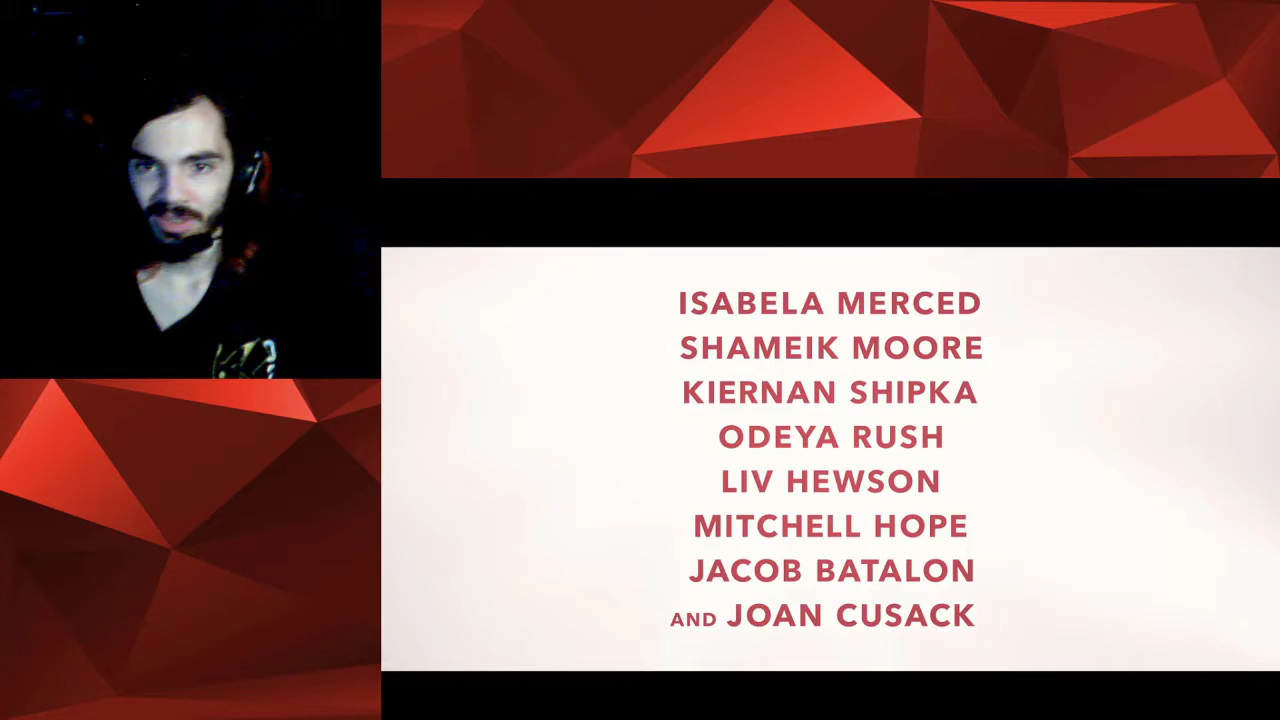 ISABELA MERCED
SHAMEIK MOORE
KIERNAN SHIPKA
ODEYA RUSH
LIV HEWSON
MITCHELL HOPE
JACOB BATALON
AND JOAN CUSACK